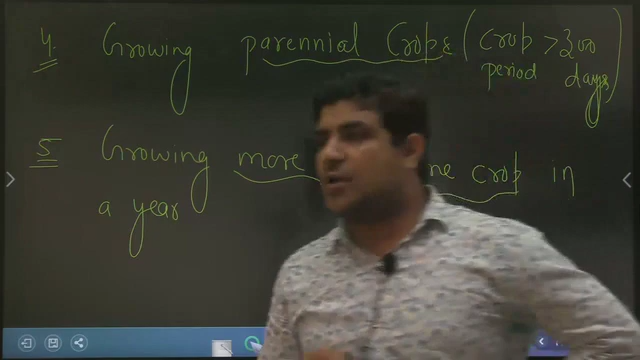 4. Growing parennial Crops (crop > 300
period days)
5 Growing more ne crop in
a year